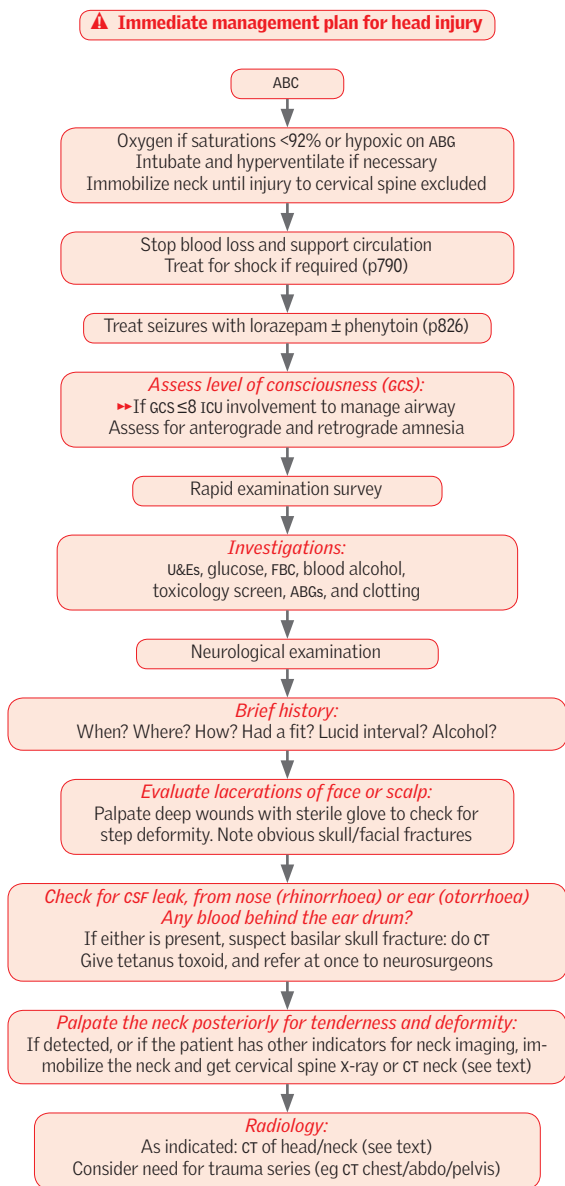 Immediate management plan for head injury
ABC
Oxygen if saturations <92% or hypoxic on ABG
Intubate and hyperventilate if necessary
Immobilize neck until injury to cervical spine excluded
Stop blood loss and support circulation
Treat for shock if required (p790)
Treat seizures with lorazepam ± phenytoin (p826)
Assess level of consciousness (GCS):
▸▸If GCS ≤8 ICU involvement to manage airway
Assess for anterograde and retrograde amnesia
Rapid examination survey
Investigations:
U&Es, glucose, FBC, blood alcohol,
toxicology screen, ABGs, and clotting
Neurological examination
Brief history:
When? Where? How? Had a fit? Lucid interval? Alcohol?
Evaluate lacerations of face or scalp:
Palpate deep wounds with sterile glove to check for
step deformity. Note obvious skull/facial fractures
Check for CSF leak, from nose (rhinorrhoea) or ear (otorrhoea)
Any blood behind the ear drum?
If either is present, suspect basilar skull fracture: do CT
Give tetanus toxoid, and refer at once to neurosurgeons
Palpate the neck posteriorly for tenderness and deformity:
If detected, or if the patient has other indicators for neck imaging, im-
mobilize the neck and get cervical spine X-ray or CT neck (see text)
Radiology:
As indicated: CT of head/neck (see text)
Consider need for trauma series (eg CT chest/abdo/pelvis)